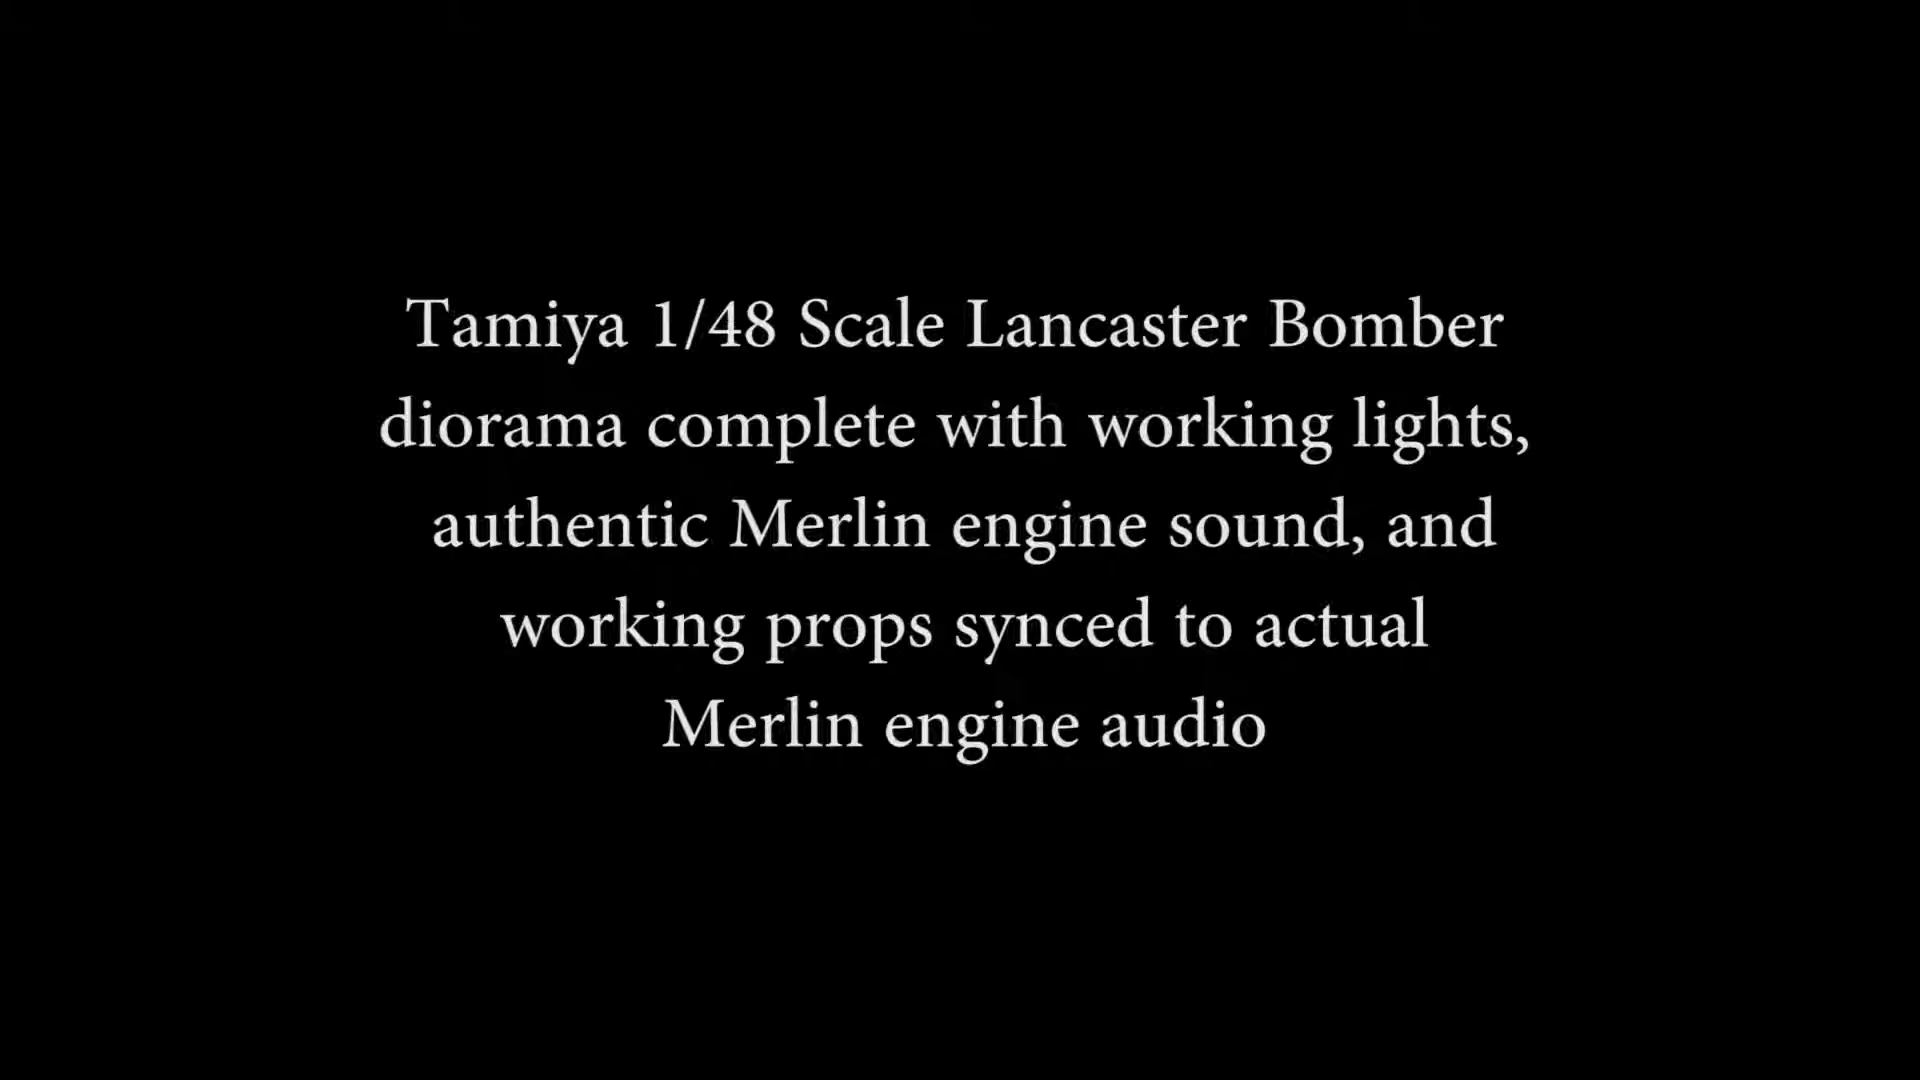 Tamiya 1/48 Scale Lancaster Bomber
diorama complete with working lights,
authentic Merlin engine sound, and
working props synced to actual
Merlin engine audio